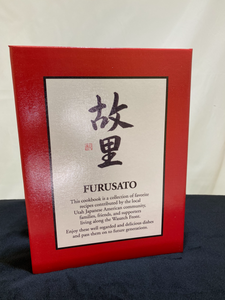 故
里
FURUSATO
This cookbook is a collection of favorite
recipes contributed by the local
Utah Japanese American community,
families, friends, and supporters
living along the Wasatch Front.
Enjoy these well regarded and delicious dishes
and pass them on to future generations.